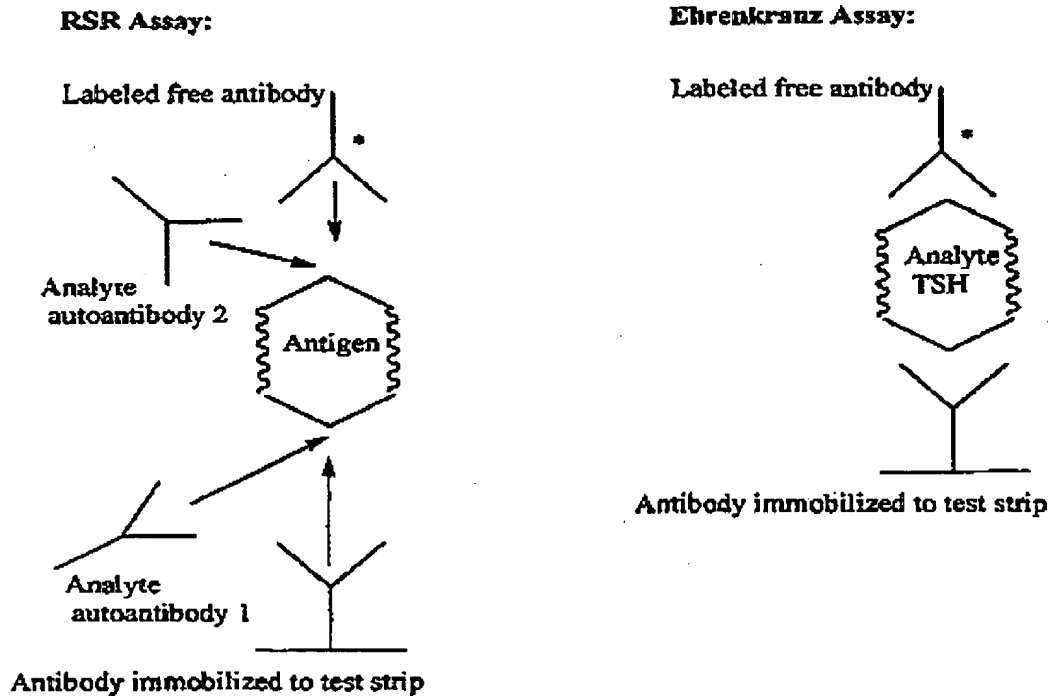 RSR Assay:
Labeled free antibody
*
Analyte
autoantibody 2
Antigen
Analyte
autoantibody 1
Antibody immobilized to test strip
Ehrenkranz Assay:
Labeled free antibody
*
Analyte
TSH
Antibody immobilized to test strip